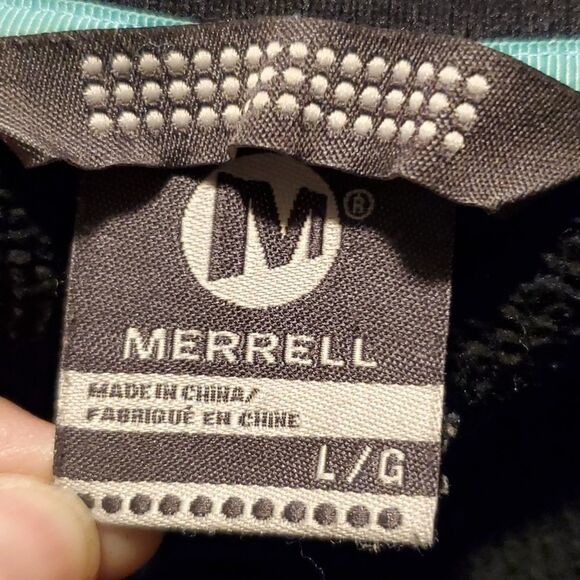 M®
MERRELL
MADE IN CHINA/
FABRIQUÉ EN CHINE
L/G